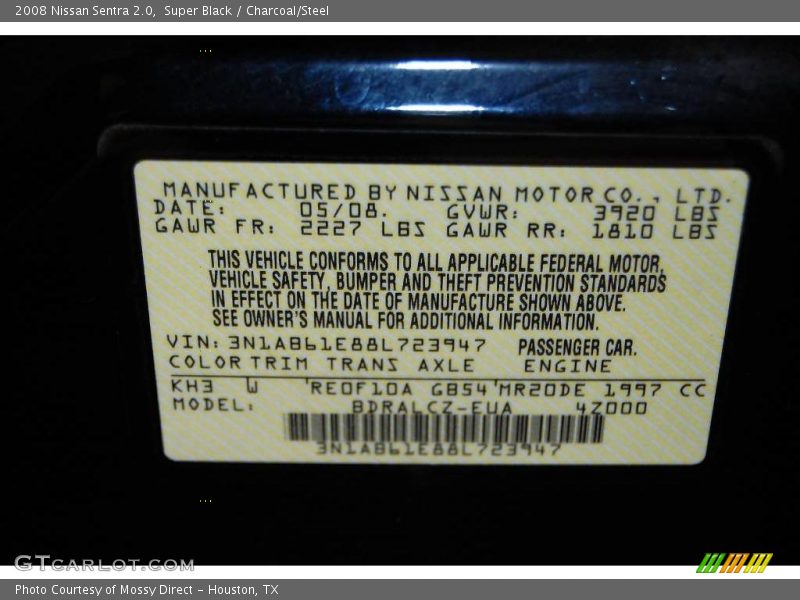 2008 Nissan Sentra 2.0, Super Black / Charcoal/Steel
MANUFACTURED BY NISSAN MOTOR CO., LTD.
DATE: 05/08. GVWR: 3920 LBS
GAWR FR: 2227 LBS GAWR RR: 1810 LBS
THIS VEHICLE CONFORMS TO ALL APPLICABLE FEDERAL MOTOR,
VEHICLE SAFETY, BUMPER AND THEFT PREVENTION STANDARDS
IN EFFECT ON THE DATE OF MANUFACTURE SHOWN ABOVE.
SEE OWNER'S MANUAL FOR ADDITIONAL INFORMATION.
VIN: 3N1AB61E88L723947 PASSENGER CAR.
COLOR TRIM TRANS AXLE ENGINE
KH3 W 'RE0F10A GB54'MR20DE 1997 CC
MODEL: BDRALCZ-EUA 4Z000
3N1AB61E88L723947
GTCARLOT.COM
Photo Courtesy of Mossy Direct - Houston, TX